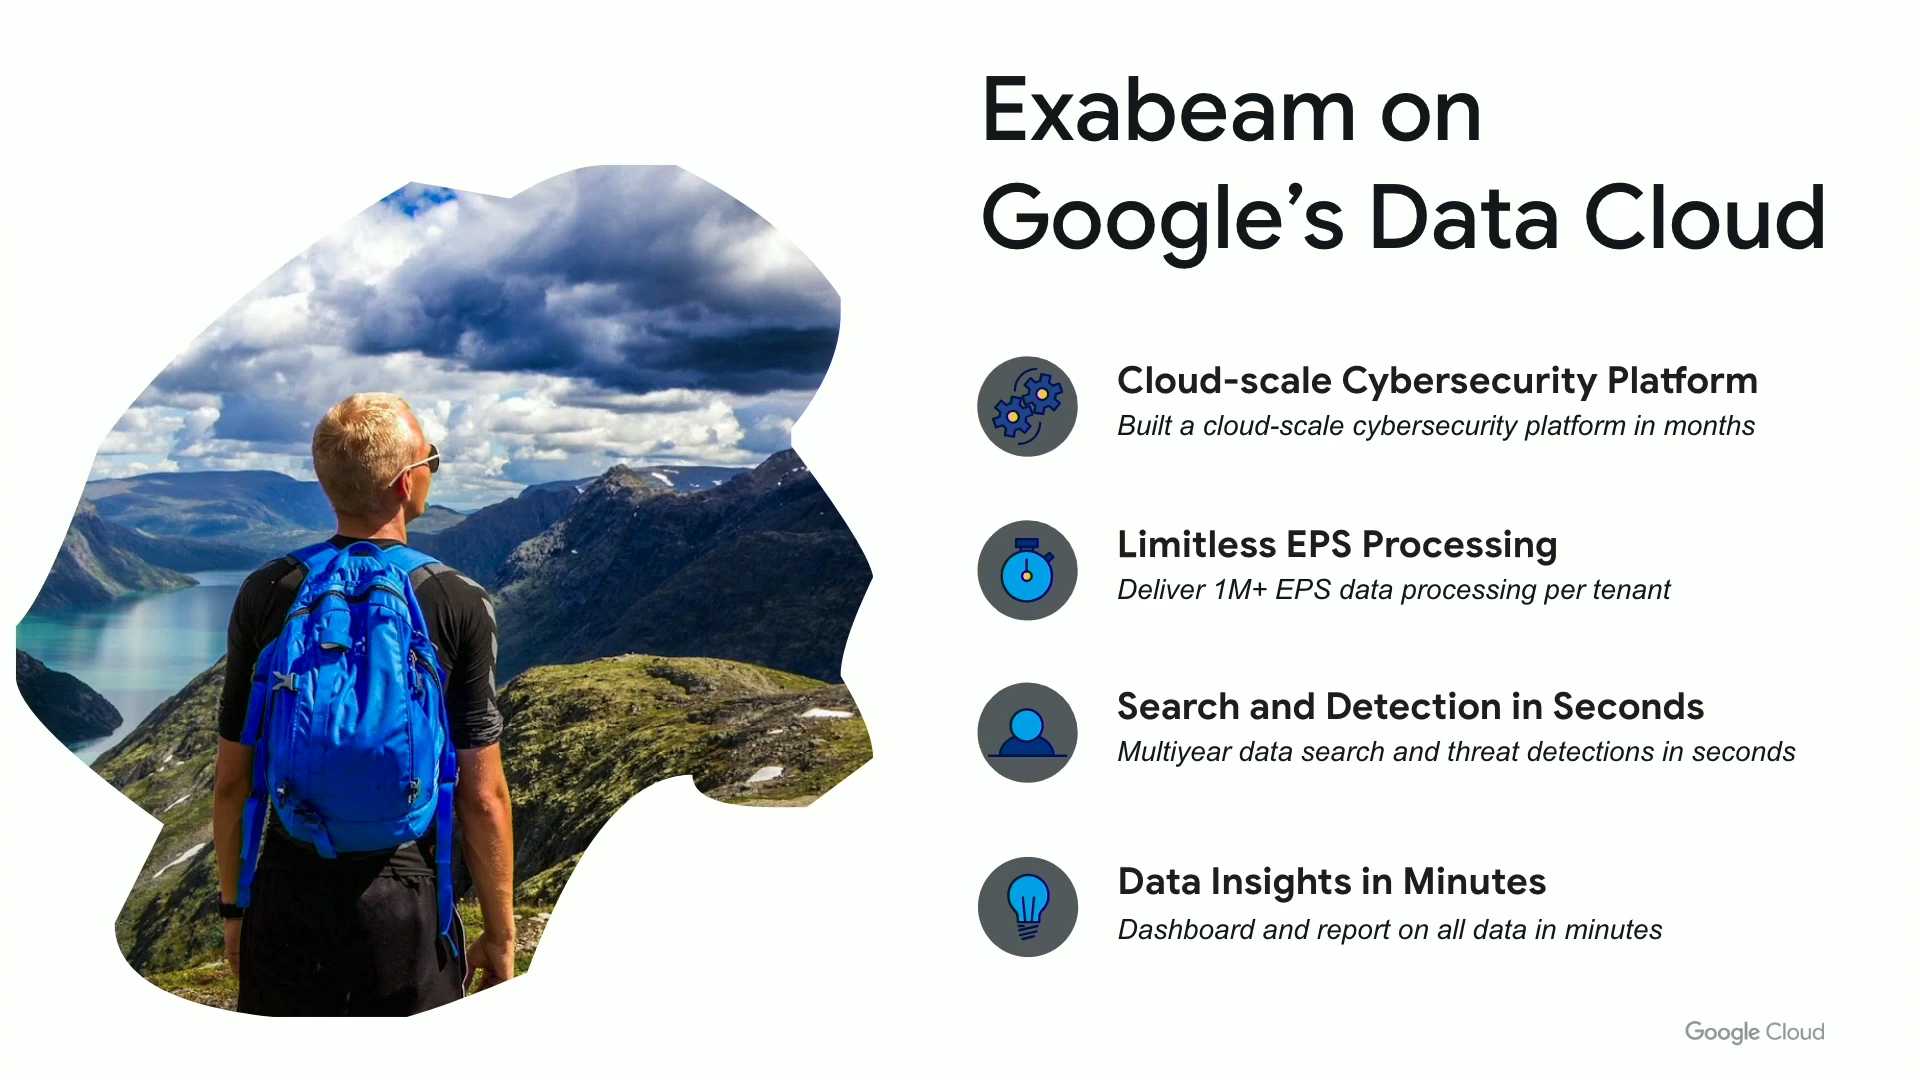 Exabeam on
Google’s Data Cloud
Cloud-scale Cybersecurity Platform
Built a cloud-scale cybersecurity platform in months
Limitless EPS Processing
Deliver 1M+ EPS data processing per tenant
Search and Detection in Seconds
Multiyear data search and threat detections in seconds
Data Insights in Minutes
Dashboard and report on all data in minutes
Google Cloud